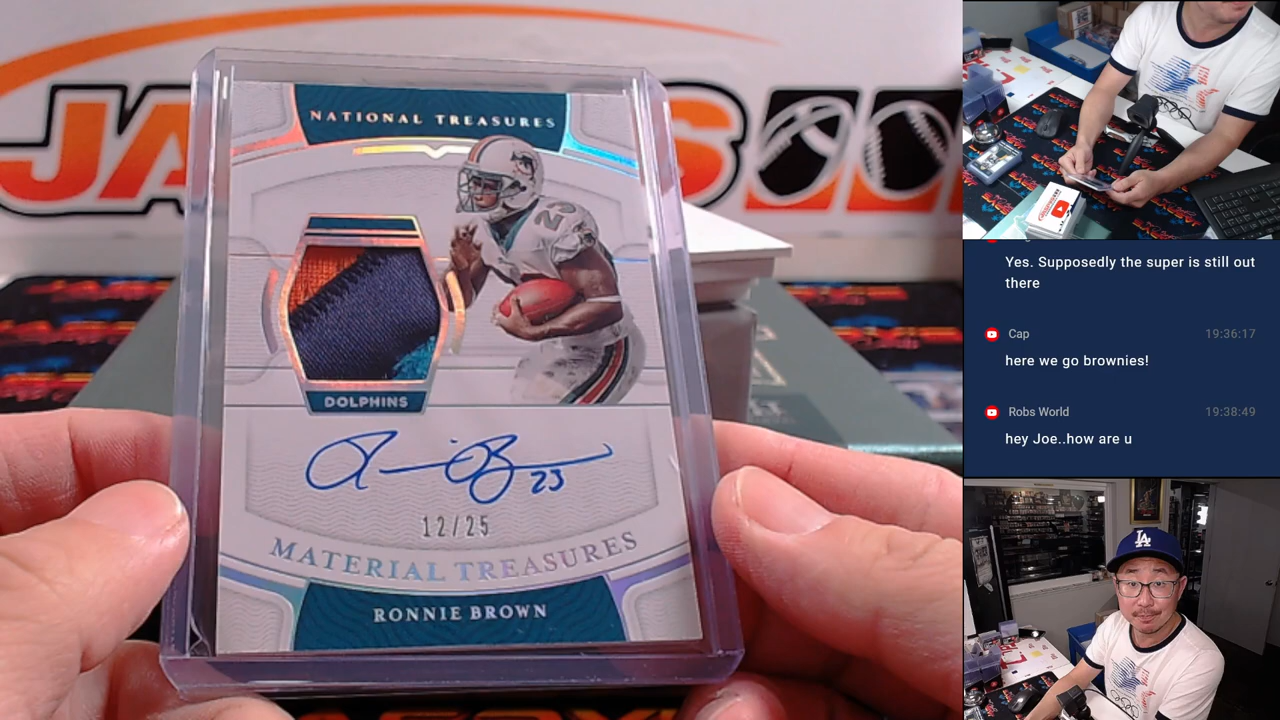 NATIONAL TREASURES
DOLPHINS
23
12/25
MATERIAL TREASURES
RONNIE BROWN
Yes. Supposedly the super is still out
there
Cap 19:36:17
here we go brownies!
Robs World 19:38:49
hey Joe..how are u
LA